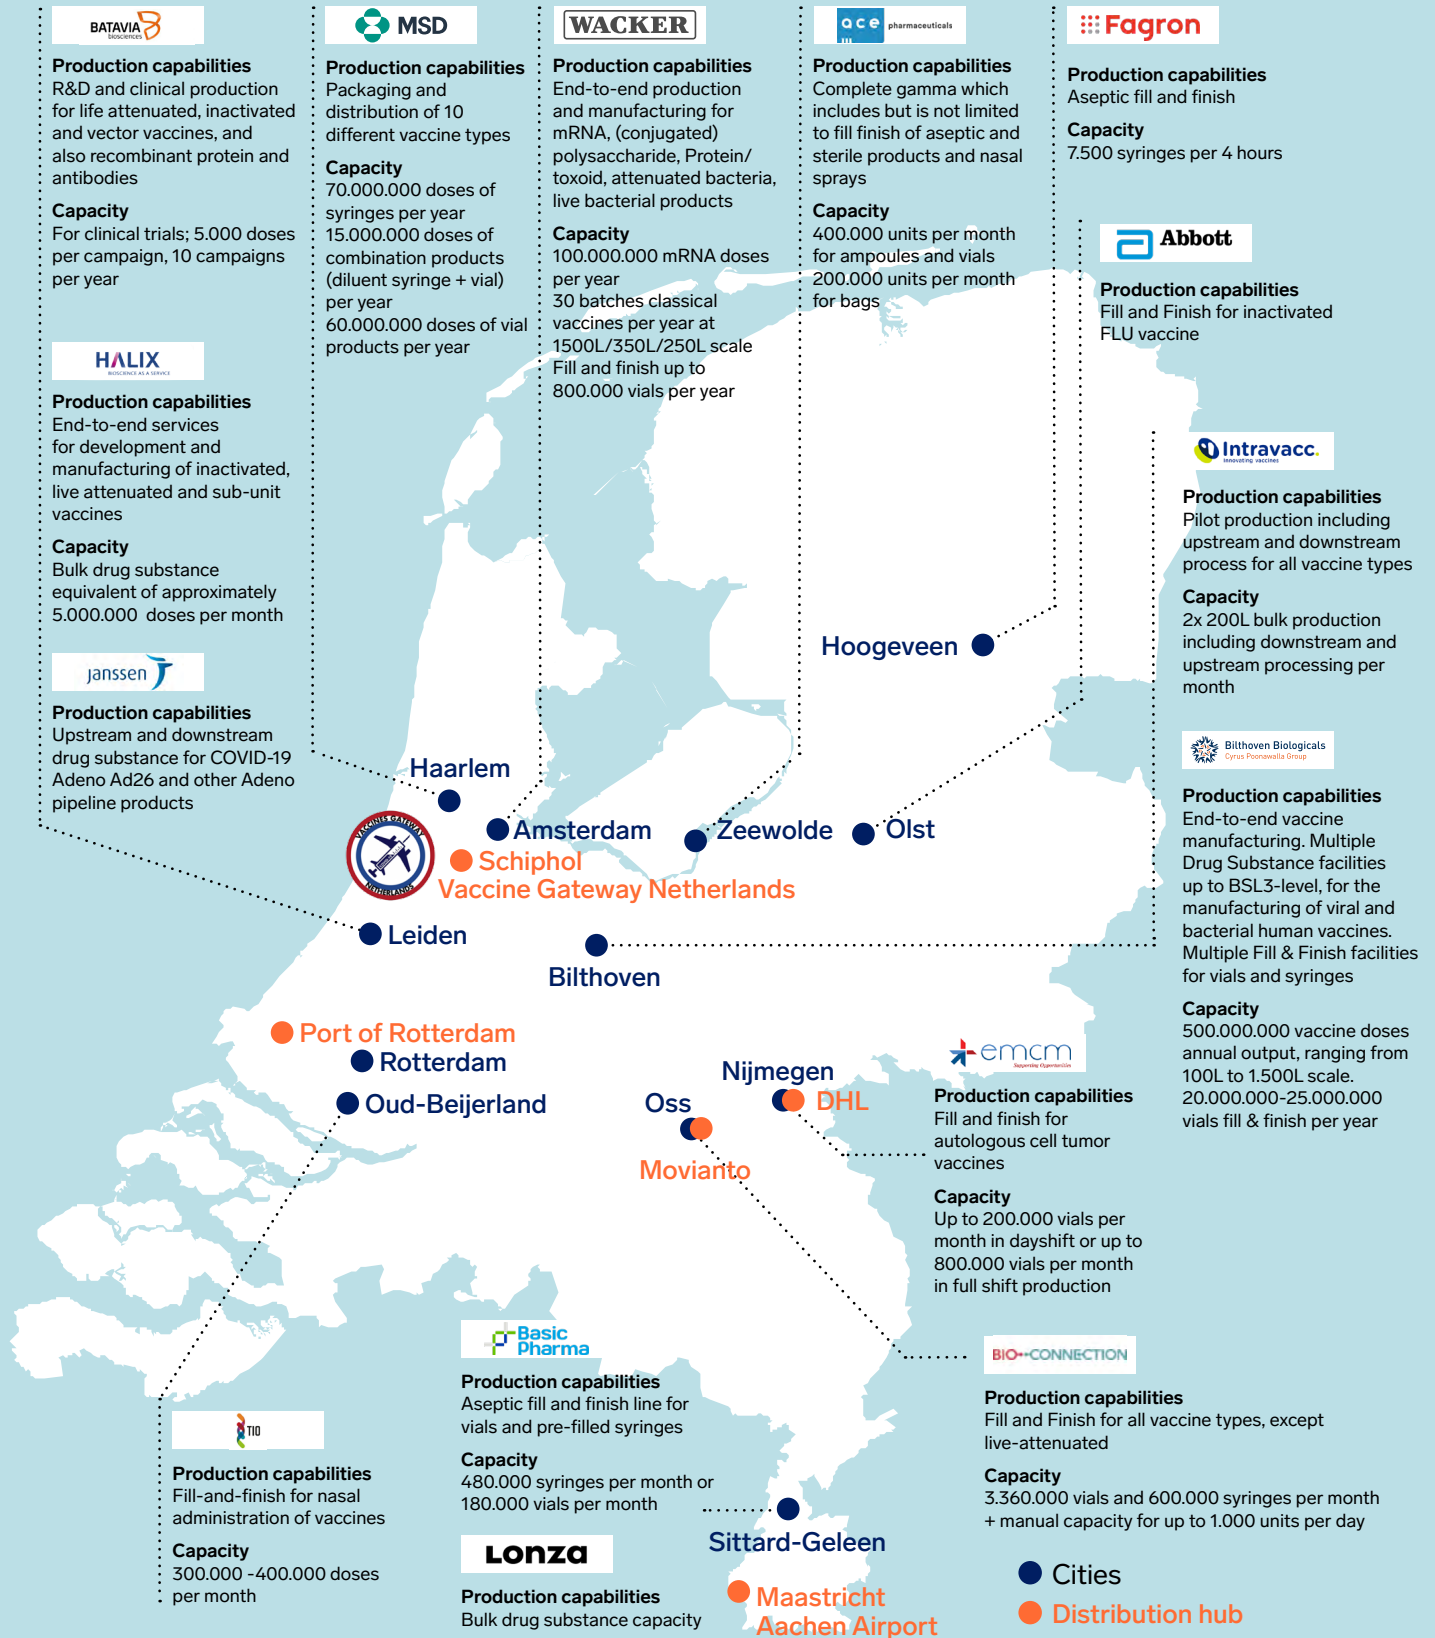 BATAVIA
biosciences
Production capabilities
R&D and clinical production
for life attenuated, inactivated
and vector vaccines, and
also recombinant protein and
antibodies
Capacity
For clinical trials; 5.000 doses
per campaign, 10 campaigns
per year
HALIX
BIOSCIENCE AS A SERVICE
Production capabilities
End-to-end services
for development and
manufacturing of inactivated,
live attenuated and sub-unit
vaccines
Capacity
Bulk drug substance
equivalent of approximately
5.000.000 doses per month
janssen
Production capabilities
Upstream and downstream
drug substance for COVID-19
Adeno Ad26 and other Adeno
pipeline products
MSD
Production capabilities
Packaging and
distribution of 10
different vaccine types
Capacity
70.000.000 doses of
syringes per year
15.000.000 doses of
combination products
(diluent syringe + vial)
per year
60.000.000 doses of vial
products per year
WACKER
Production capabilities
End-to-end production
and manufacturing for
mRNA, (conjugated)
polysaccharide, Protein/
toxoid, attenuated bacteria,
live bacterial products
Capacity
100.000.000 mRNA doses
per year
30 batches classical
vaccines per year at
1500L/350L/250L scale
Fill and finish up to
800.000 vials per year
ace pharmaceuticals
Production capabilities
Complete gamma which
includes but is not limited
to fill finish of aseptic and
sterile products and nasal
sprays
Capacity
400.000 units per month
for ampoules and vials
200.000 units per month
for bags
Fagron
Production capabilities
Aseptic fill and finish
Capacity
7.500 syringes per 4 hours
Abbott
Production capabilities
Fill and Finish for inactivated
FLU vaccine
Intravacc.
Innovating vaccines
Production capabilities
Pilot production including
upstream and downstream
process for all vaccine types
Capacity
2x 200L bulk production
including downstream and
upstream processing per
month
Bilthoven Biologicals
Cyrus Poonawalla Group
Production capabilities
End-to-end vaccine
manufacturing. Multiple
Drug Substance facilities
up to BSL3-level, for the
manufacturing of viral and
bacterial human vaccines.
Multiple Fill & Finish facilities
for vials and syringes
Capacity
500.000.000 vaccine doses
annual output, ranging from
100L to 1.500L scale.
20.000.000-25.000.000
vials fill & finish per year
Hoogeveen
Haarlem
Amsterdam
Zeewolde
Olst
VACCINES GATEWAY
NETHERLANDS
Schiphol
Vaccine Gateway Netherlands
Leiden
Bilthoven
Port of Rotterdam
Rotterdam
Oud-Beijerland
Nijmegen
DHL
Oss
Movianto
emcm
Supporting Opportunities
Production capabilities
Fill and finish for
autologous cell tumor
vaccines
Capacity
Up to 200.000 vials per
month in dayshift or up to
800.000 vials per month
in full shift production
TIO
Production capabilities
Fill-and-finish for nasal
administration of vaccines
Capacity
300.000 -400.000 doses
per month
Basic
Pharma
Production capabilities
Aseptic fill and finish line for
vials and pre-filled syringes
Capacity
480.000 syringes per month or
180.000 vials per month
Lonza
Production capabilities
Bulk drug substance capacity
Sittard-Geleen
Maastricht
Aachen Airport
BIO CONNECTION
Production capabilities
Fill and Finish for all vaccine types, except
live-attenuated
Capacity
3.360.000 vials and 600.000 syringes per month
+ manual capacity for up to 1.000 units per day
Cities
Distribution hub